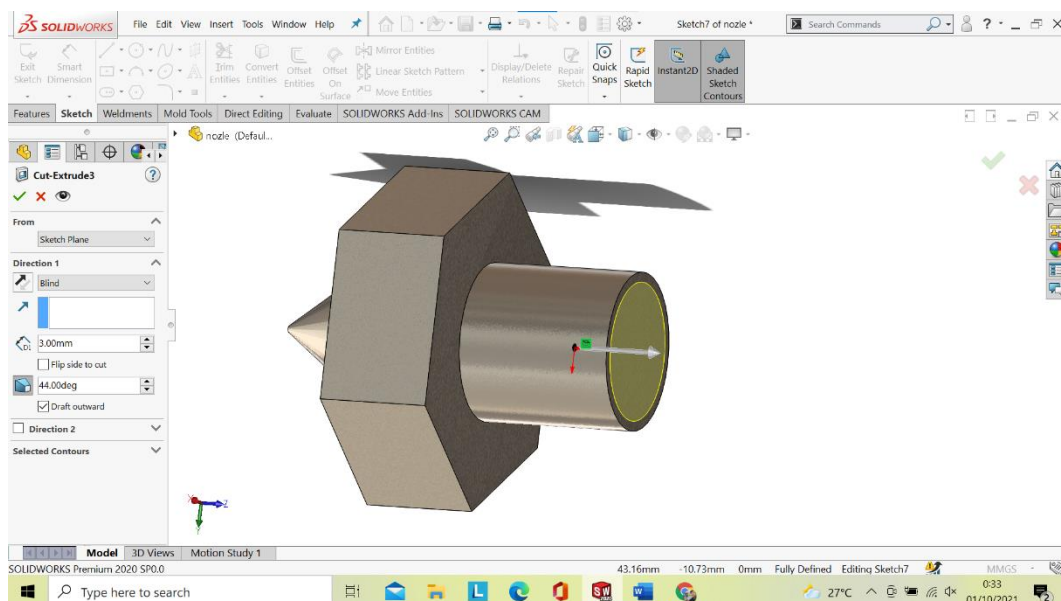 SOLIDWORKS File Edit View Insert Tools Window Help Sketch7 of nozle * Search Commands ?
Exit Sketch Smart Dimension Trim Entities Convert Entities Offset Entities Offset On Surface Mirror Entities Linear Sketch Pattern Move Entities Display/Delete Relations Repair Sketch Quick Snaps Rapid Sketch Instant2D Shaded Sketch Contours
Features Sketch Weldments Mold Tools Direct Editing Evaluate SOLIDWORKS Add-Ins SOLIDWORKS CAM
nozle (Defaul...
Cut-Extrude3
From
Sketch Plane
Direction 1
Blind
3.00mm
Flip side to cut
44.00deg
Draft outward
Direction 2
Selected Contours
Model 3D Views Motion Study 1
SOLIDWORKS Premium 2020 SP0.0 43.16mm -10.73mm 0mm Fully Defined Editing Sketch7 MMGS
Type here to search 27°C 0:33
01/10/2021